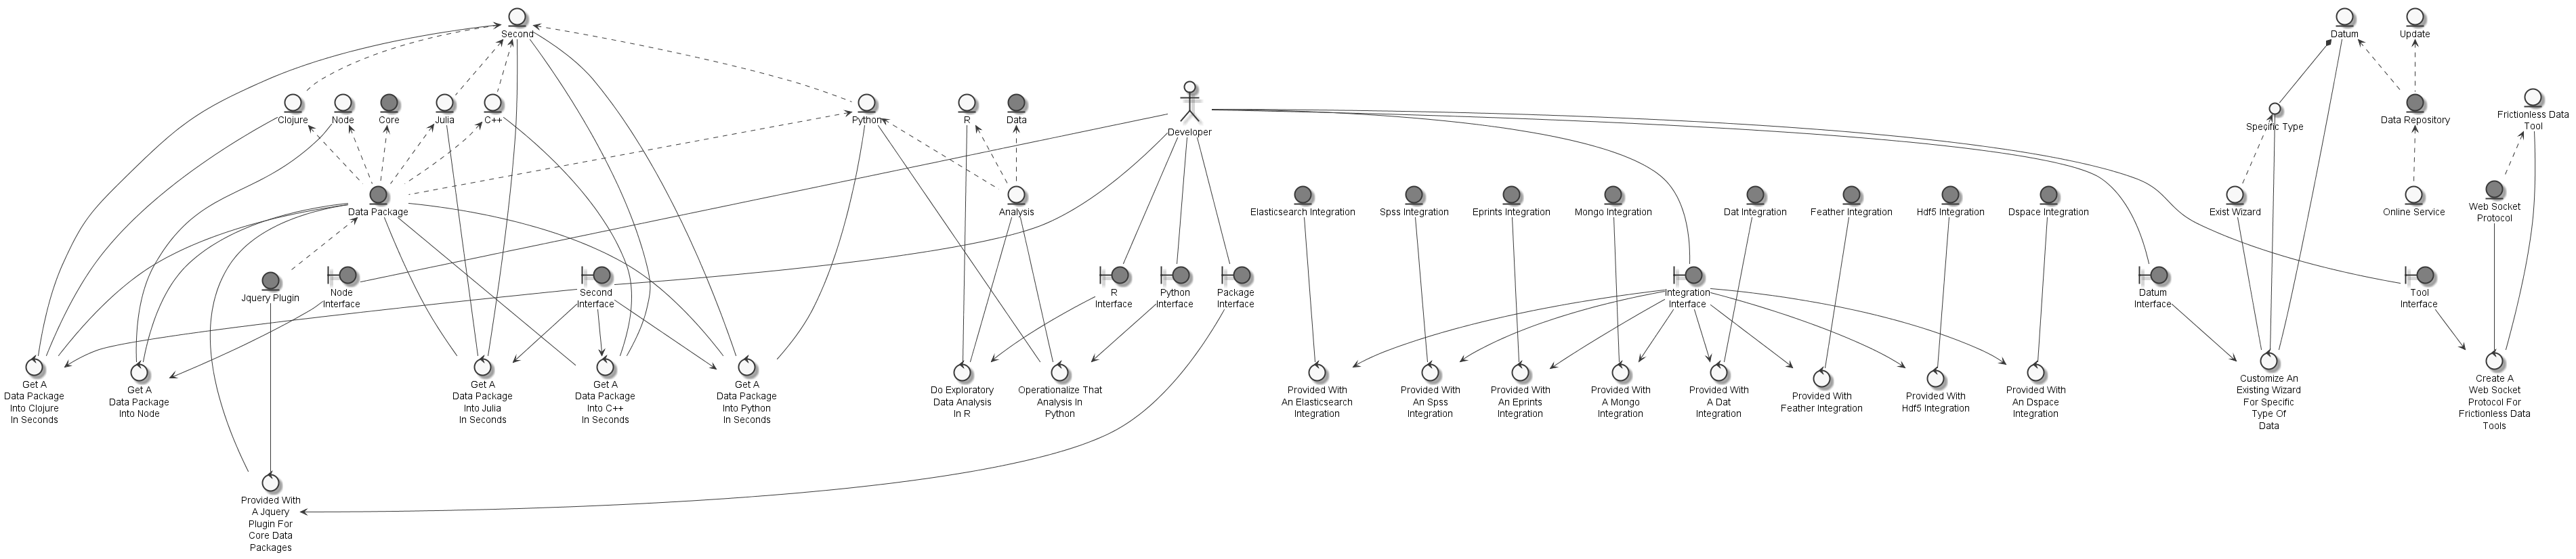 Second
Datum
Update
Clojure
Node
Core
Julia
C++
Python
R
Data
Developer
Specific Type
Data Repository
Frictionless Data
Tool
Data Package
Analysis
Elasticsearch Integration
Spss Integration
Eprints Integration
Mongo Integration
Dat Integration
Feather Integration
Hdf5 Integration
Dspace Integration
Exist Wizard
Online Service
Web Socket
Protocol
Jquery Plugin
Node
Interface
Second
Interface
R
Interface
Python
Interface
Package
Interface
Integration
Interface
Datum
Interface
Tool
Interface
Get A
Data Package
Into Clojure
In Seconds
Get A
Data Package
Into Node
Get A
Data Package
Into Julia
In Seconds
Get A
Data Package
Into C++
In Seconds
Get A
Data Package
Into Python
In Seconds
Do Exploratory
Data Analysis
In R
Operationalize That
Analysis In
Python
Provided With
An Elasticsearch
Integration
Provided With
An Spss
Integration
Provided With
An Eprints
Integration
Provided With
A Mongo
Integration
Provided With
A Dat
Integration
Provided With
Feather Integration
Provided With
Hdf5 Integration
Provided With
An Dspace
Integration
Customize An
Existing Wizard
For Specific
Type Of
Data
Create A
Web Socket
Protocol For
Frictionless Data
Tools
Provided With
A Jquery
Plugin For
Core Data
Packages